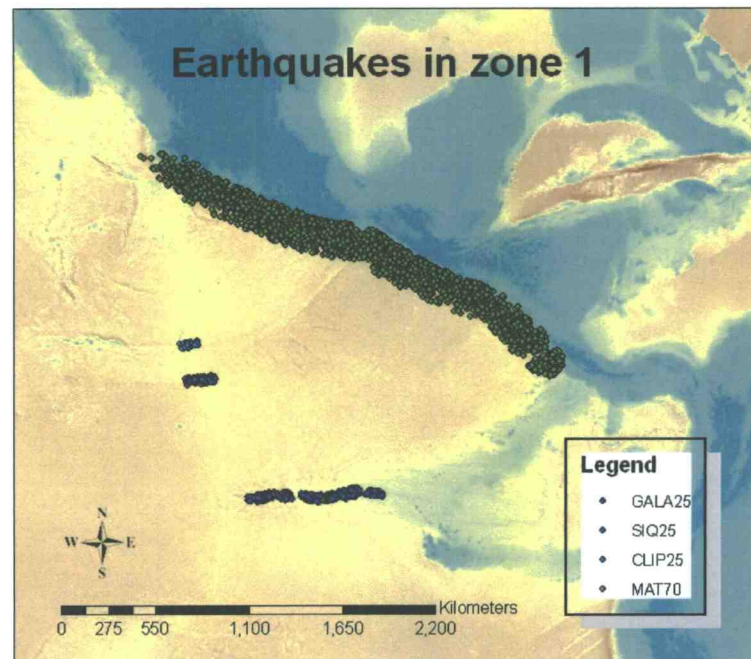 Earthquakes in zone 1
Legend
GALA25
SIQ25
CLIP25
MAT70
N
W E
S
Kilometers
0 275 550 1,100 1,650 2,200